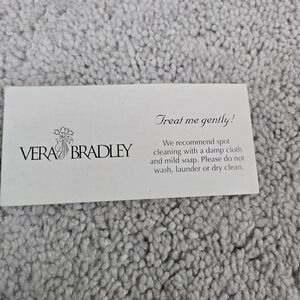 VERA BRADLEY
Treat me gently!
We recommend spot
cleaning with a damp cloth
and mild soap. Please do not
wash, launder or dry clean.